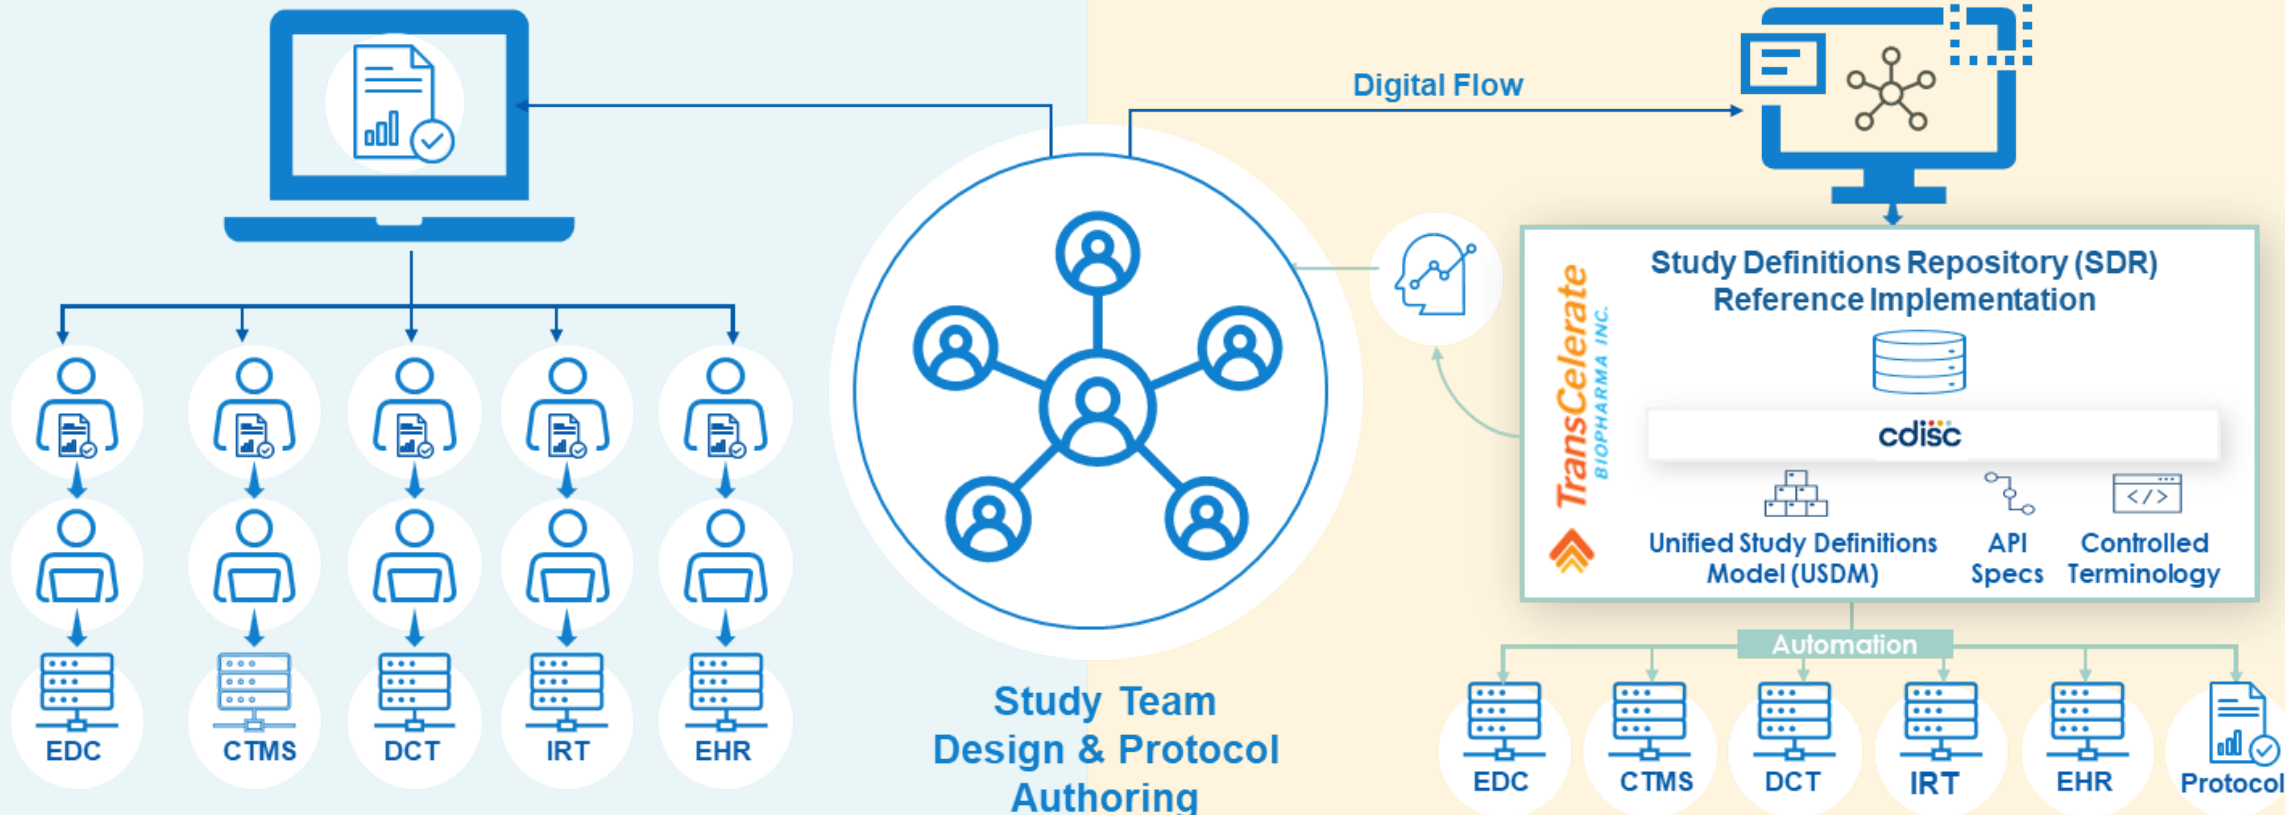 Digital Flow
Study Definitions Repository (SDR)
Reference Implementation
TransCelerate
BIOPHARMA INC.
cdisc
</>
Unified Study Definitions
Model (USDM)
API
Specs
Controlled
Terminology
Automation
EDC
CTMS
DCT
IRT
EHR
Study Team
Design & Protocol
Authoring
EDC
CTMS
DCT
IRT
EHR
Protocol